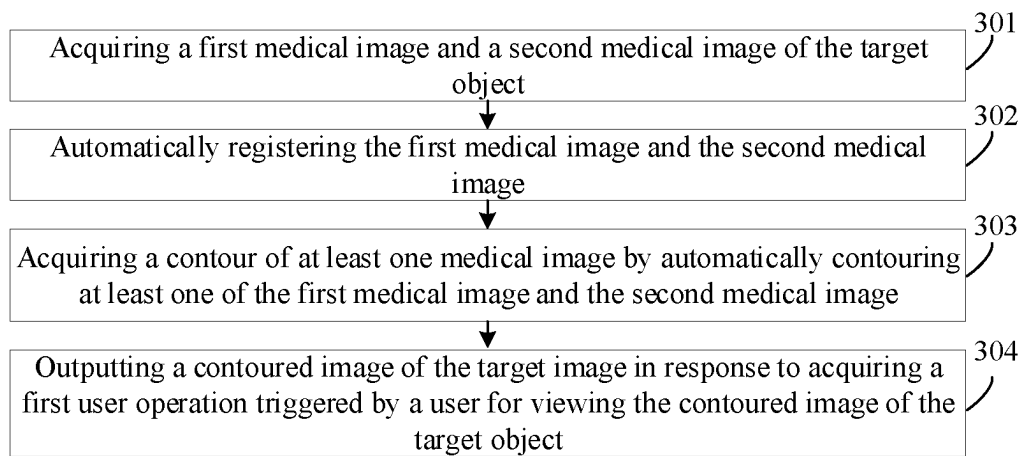 301
Acquiring a first medical image and a second medical image of the target
object
302
Automatically registering the first medical image and the second medical
image
303
Acquiring a contour of at least one medical image by automatically contouring
at least one of the first medical image and the second medical image
304
Outputting a contoured image of the target image in response to acquiring a
first user operation triggered by a user for viewing the contoured image of the
target object